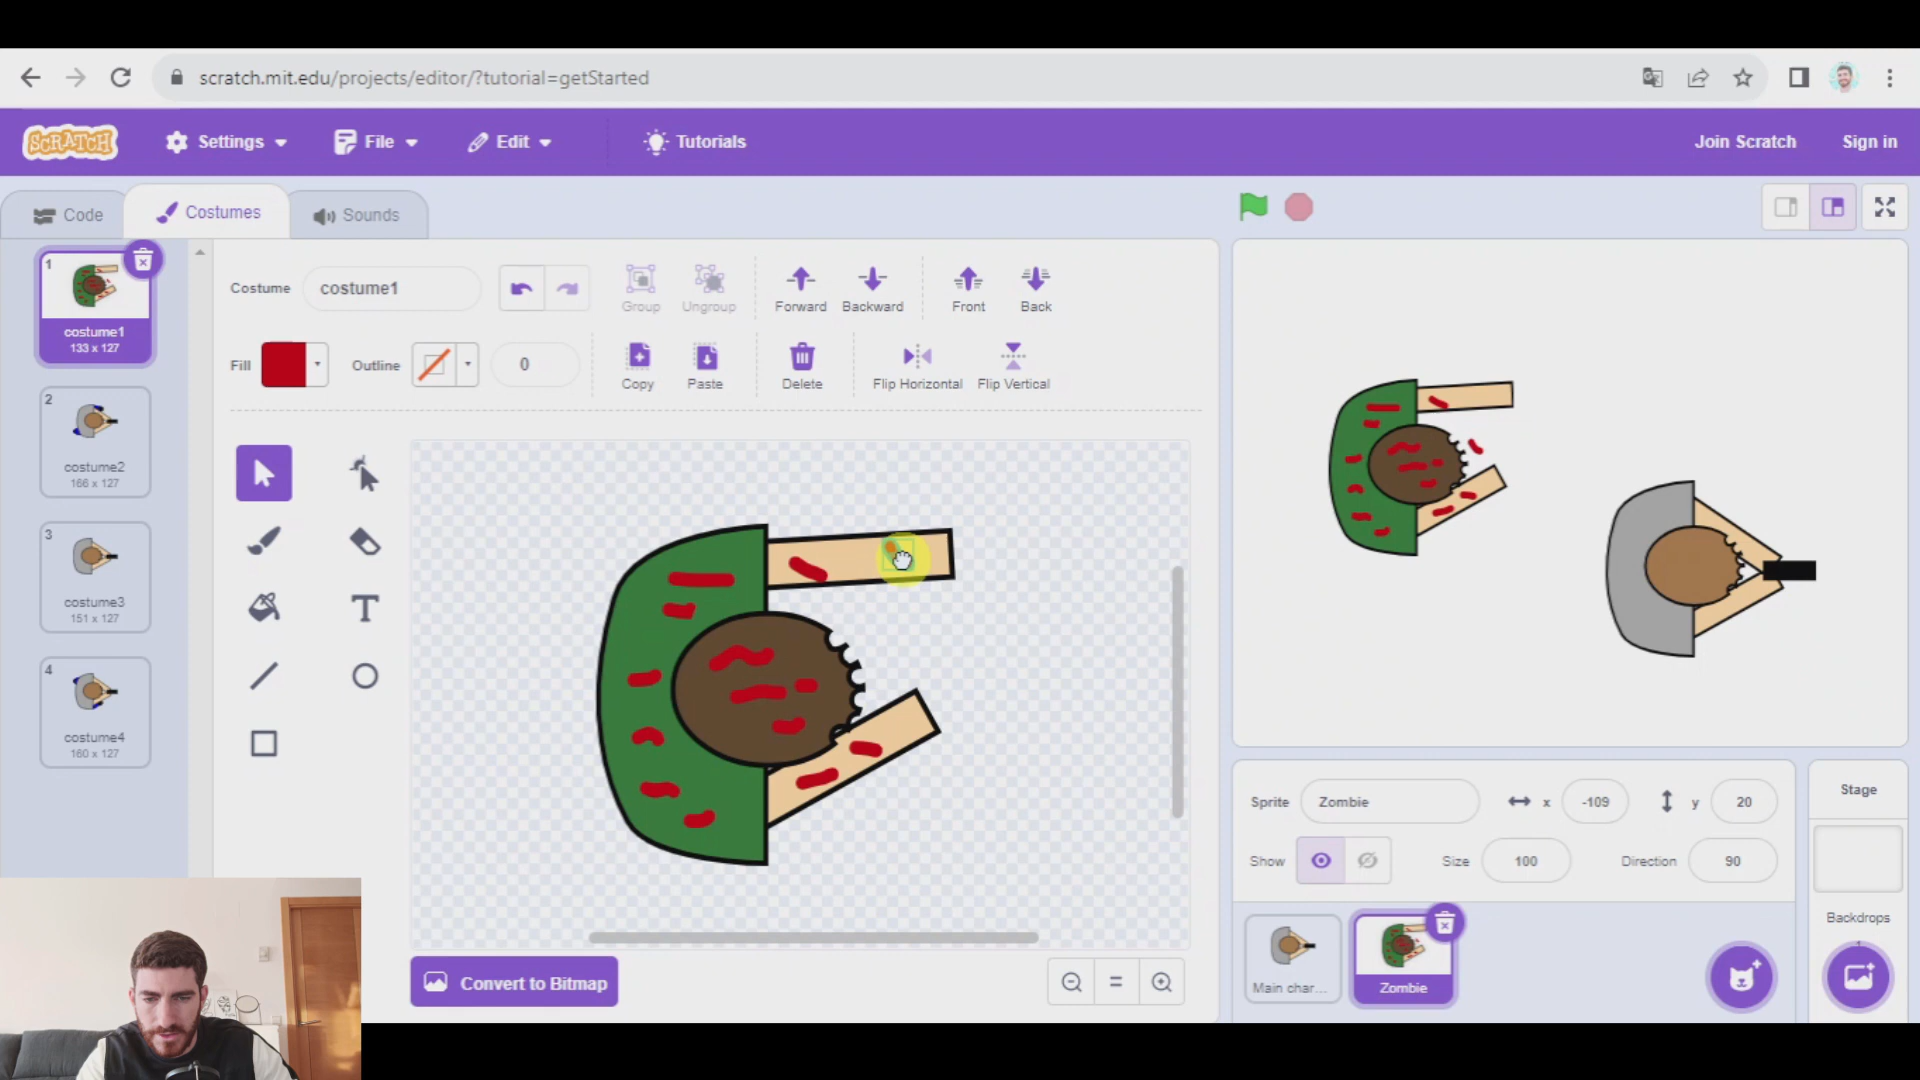 scratch.mit.edu/projects/editor/?tutorial=getStarted
SCRATCH Settings File Edit Tutorials Join Scratch Sign in
Code Costumes Sounds
1
costume1
133 x 127
2
costume2
166 x 127
3
costume3
151 x 127
4
costume4
160 x 127
Costume costume1 Group Ungroup Forward Backward Front Back
Fill Outline 0 Copy Paste Delete Flip Horizontal Flip Vertical
Convert to Bitmap
Sprite Zombie x -109 y 20
Show Size 100 Direction 90
Main char...
Zombie
Stage
Backdrops
1